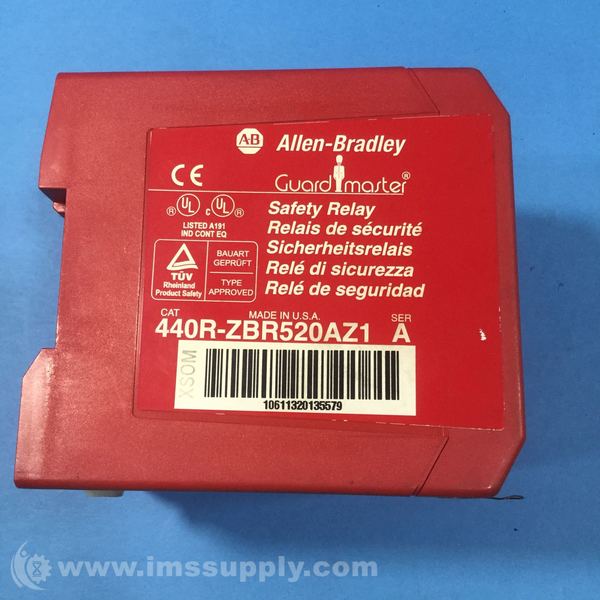 A-B Allen-Bradley
CE Guardmaster®
® UL c UL ®
LISTED A191
IND CONT EQ
Safety Relay
Relais de sécurité
Sicherheitsrelais
Relé di sicurezza
Relé de seguridad
TÜV
Rheinland
Product Safety
BAUART
GEPRÜFT
TYPE
APPROVED
CAT MADE IN U.S.A. SER
440R-ZBR520AZ1 A
XSOM
10611320135579
www.imssupply.com